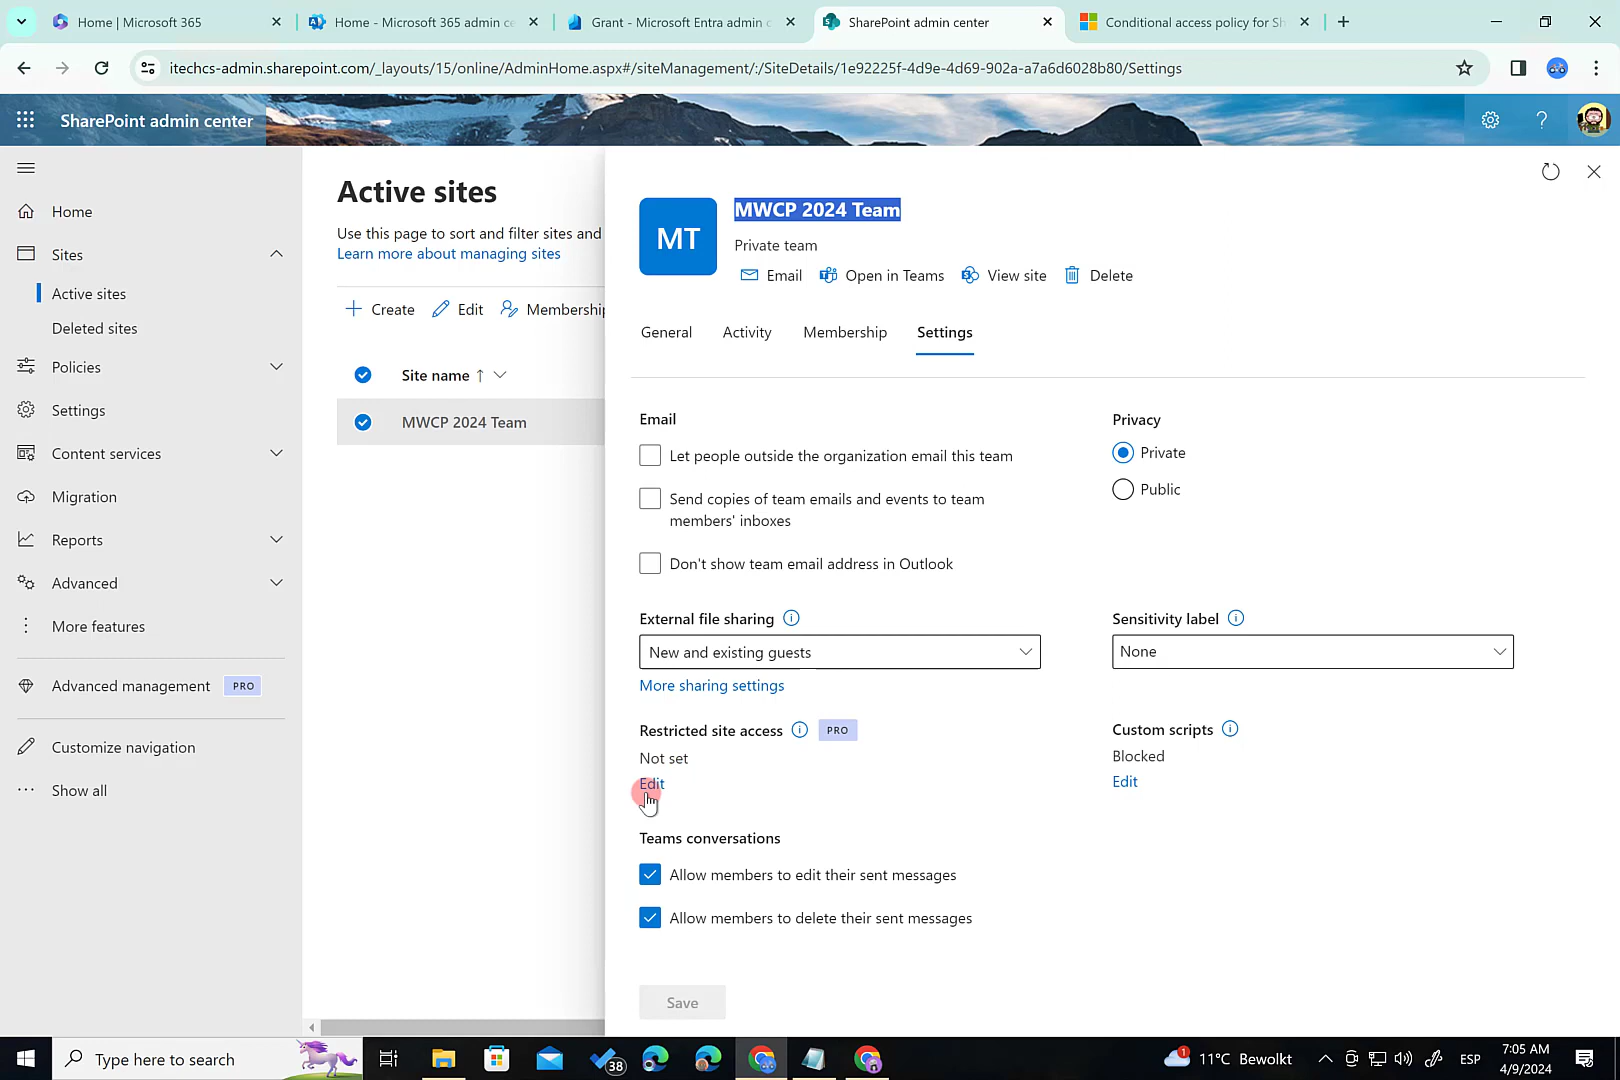 Home | Microsoft 365
Home - Microsoft 365 admin ce
Grant - Microsoft Entra admin c
SharePoint admin center
Conditional access policy for Sh
itechcs-admin.sharepoint.com/_layouts/15/online/AdminHome.aspx#/siteManagement/:/SiteDetails/1e92225f-4d9e-4d69-902a-a7a6d6028b80/Settings
SharePoint admin center
Home
Sites
Active sites
Deleted sites
Policies
Settings
Content services
Migration
Reports
Advanced
More features
Advanced management PRO
Customize navigation
Show all
Active sites
Use this page to sort and filter sites and
Learn more about managing sites
Create
Edit
Membership
Site name
MWCP 2024 Team
MT
MWCP 2024 Team
Private team
Email
Open in Teams
View site
Delete
General
Activity
Membership
Settings
Email
Let people outside the organization email this team
Send copies of team emails and events to team
members' inboxes
Don't show team email address in Outlook
Privacy
Private
Public
External file sharing
New and existing guests
More sharing settings
Sensitivity label
None
Restricted site access PRO
Not set
Edit
Custom scripts
Blocked
Edit
Teams conversations
Allow members to edit their sent messages
Allow members to delete their sent messages
Save
Type here to search
38
1
11°C Bewolkt
ESP
7:05 AM
4/9/2024